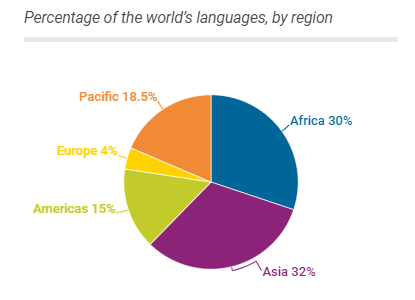 Percentage of the world's languages, by region
Pacific 18.5%
Africa 30%
Europe 4%
Americas 15%
Asia 32%